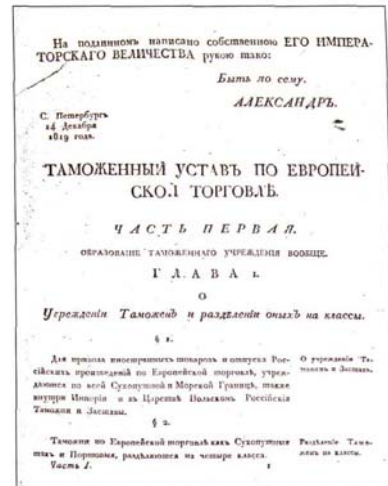 На подлинномъ написано собственною ЕГО ИМПЕРА-
ТОРСКАГО ВЕЛИЧЕСТВА рукою тако:
Быть по сему.
АЛЕКСАНДРЪ.
С. Петербургъ
14 Декабря
1819 года.
ТАМОЖЕННЫЙ УСТАВЪ ПО ЕВРОПЕЙ-
СКОЙ ТОРГОВЛѢ.
ЧАСТЬ ПЕРВАЯ.
ОБРАЗОВАНІЕ ТАМОЖЕННАГО УЧРЕЖДЕНІЯ ВООБЩЕ.
ГЛАВА 1.
О
Учрежденіи Таможенъ и раздѣленіи оныхъ на классы.
§ 1.
Для привоза иностранныхъ товаровъ и отпуска Рос-
сійскихъ произведеній по Европейской торговлѣ, учреж-
даются по всей Сухопутной и Морской Границѣ, также
внутри Имперіи и въ Царствѣ Польскомъ Россійскія
Таможни и Заставы.
О учрежденіи Та-
моженъ и Заставъ.
§ 2.
Таможни по Европейской торговлѣ какъ Сухопутныя
такъ и Портовыя, раздѣляются на четыре класса.
Раздѣленіе Тамо-
женъ на классы.
Часть I.
1